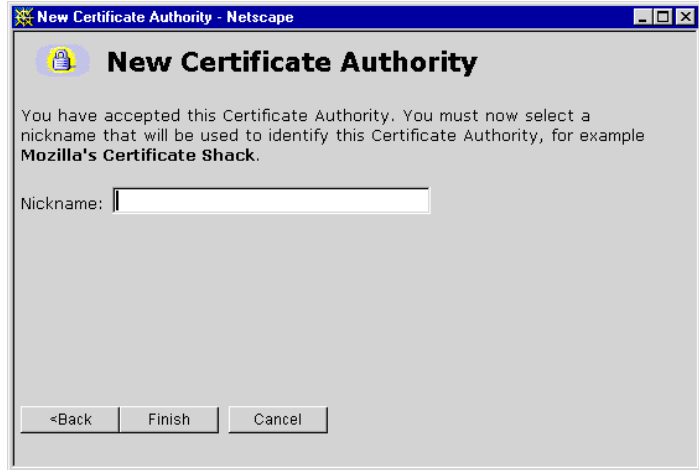 New Certificate Authority - Netscape
New Certificate Authority
You have accepted this Certificate Authority. You must now select a
nickname that will be used to identify this Certificate Authority, for example
Mozilla's Certificate Shack.
Nickname:
<Back Finish Cancel